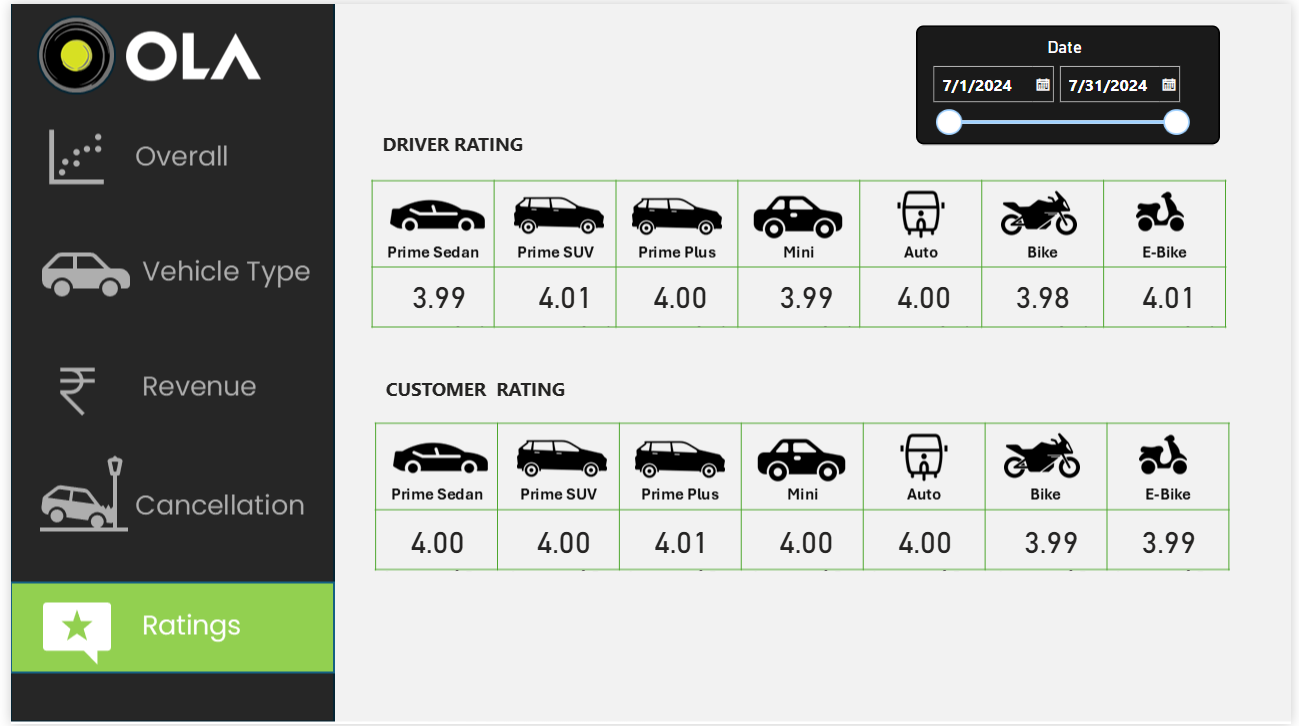 OLA
Overall
Vehicle Type
Revenue
Cancellation
Ratings
Date
7/1/2024 7/31/2024
DRIVER RATING
Prime Sedan Prime SUV Prime Plus Mini Auto Bike E-Bike
3.99 4.01 4.00 3.99 4.00 3.98 4.01
CUSTOMER RATING
Prime Sedan Prime SUV Prime Plus Mini Auto Bike E-Bike
4.00 4.00 4.01 4.00 4.00 3.99 3.99